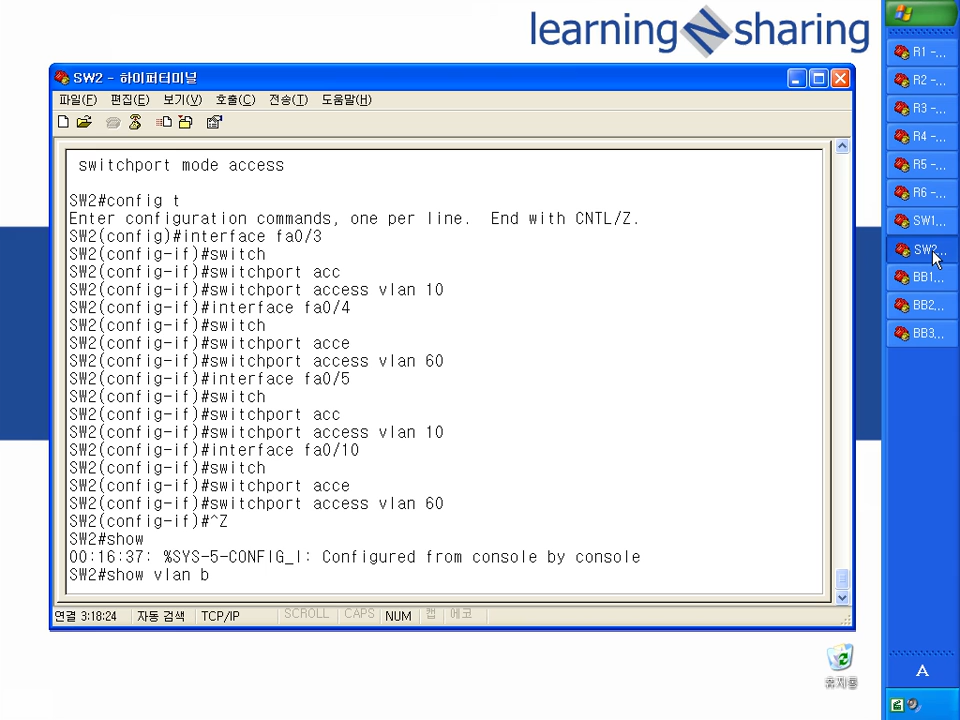 learning N sharing
SW2 - 하이퍼터미널
파일(F) 편집(E) 보기(V) 호출(C) 전송(T) 도움말(H)
switchport mode access
SW2#config t
Enter configuration commands, one per line.  End with CNTL/Z.
SW2(config)#interface fa0/3
SW2(config-if)#switch
SW2(config-if)#switchport acc
SW2(config-if)#switchport access vlan 10
SW2(config-if)#interface fa0/4
SW2(config-if)#switch
SW2(config-if)#switchport acce
SW2(config-if)#switchport access vlan 60
SW2(config-if)#interface fa0/5
SW2(config-if)#switch
SW2(config-if)#switchport acc
SW2(config-if)#switchport access vlan 10
SW2(config-if)#interface fa0/10
SW2(config-if)#switch
SW2(config-if)#switchport acce
SW2(config-if)#switchport access vlan 60
SW2(config-if)#^Z
SW2#show
00:16:37: %SYS-5-CONFIG_I: Configured from console by console
SW2#show vlan b
연결 3:18:24 자동 검색 TCP/IP SCROLL CAPS NUM 캡 에코
R1 -...
R2 -...
R3 -...
R4 -...
R5 -...
R6 -...
SW1...
SW2...
BB1...
BB2...
BB3...
휴지통
A